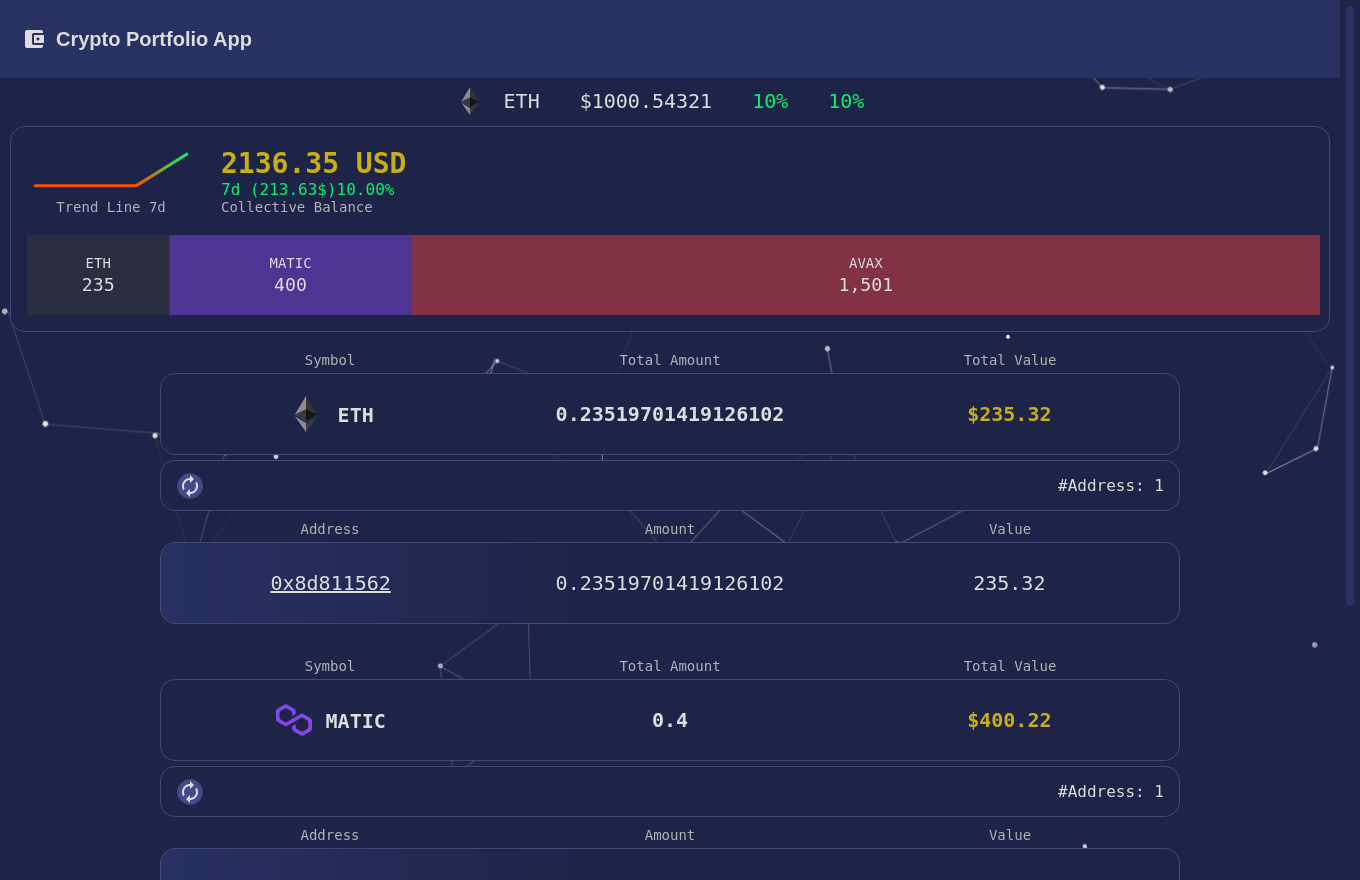 Crypto Portfolio App
ETH $1000.54321 10% 10%
2136.35 USD
7d (213.63$)10.00%
Trend Line 7d Collective Balance
ETH MATIC AVAX
235 400 1,501
Symbol Total Amount Total Value
ETH 0.23519701419126102 $235.32
#Address: 1
Address Amount Value
0x8d811562 0.23519701419126102 235.32
Symbol Total Amount Total Value
MATIC 0.4 $400.22
#Address: 1
Address Amount Value